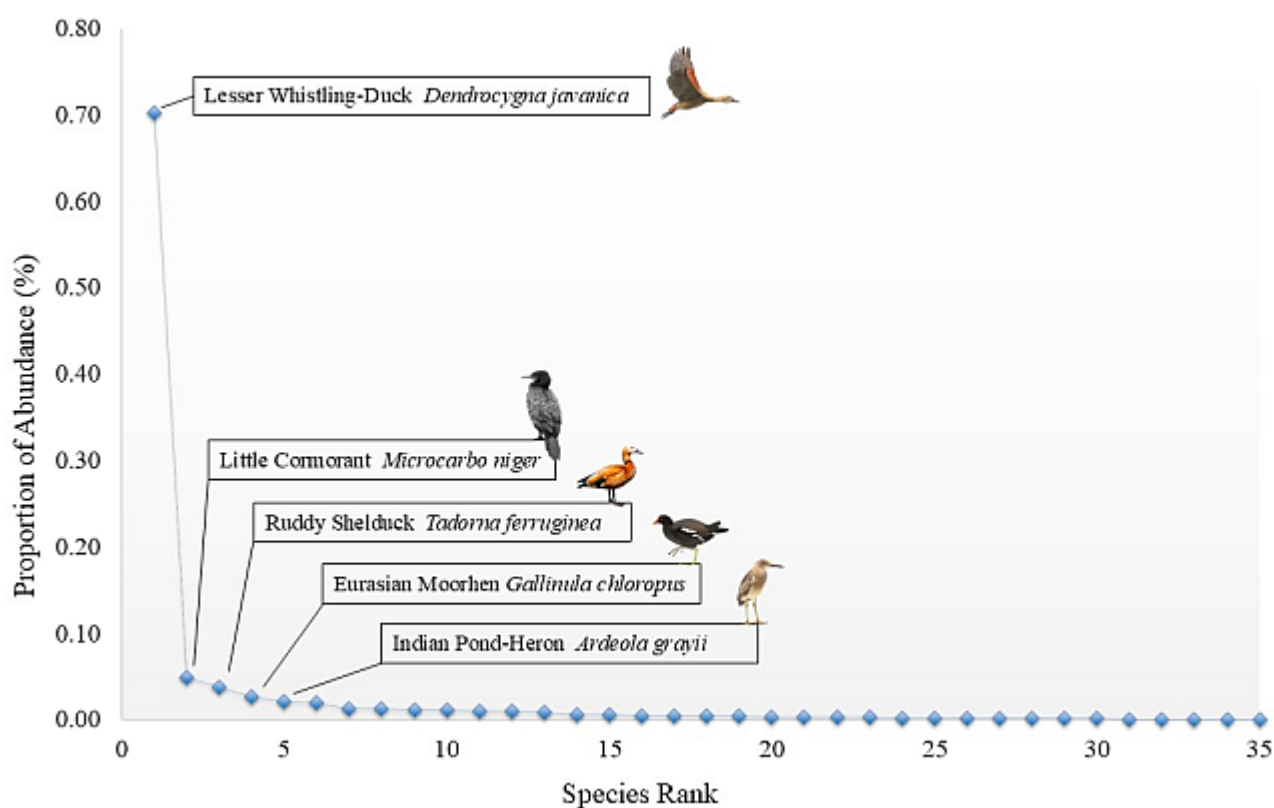 0.80
0.70
0.60
0.50
0.40
0.30
0.20
0.10
0.00
Proportion of Abundance (%)
Lesser Whistling-Duck Dendrocygna javanica
Little Cormorant Microcarbo niger
Ruddy Shelduck Tadorna ferruginea
Eurasian Moorhen Gallinula chloropus
Indian Pond-Heron Ardeola grayii
0 5 10 15 20 25 30 35
Species Rank